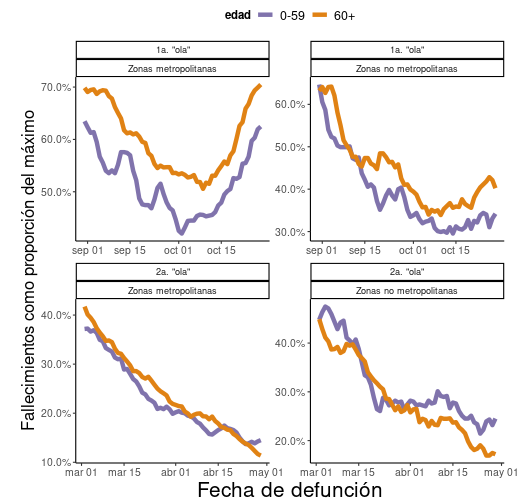 edad 0-59 60+
1a. "ola" 1a. "ola"
Zonas metropolitanas Zonas no metropolitanas
70.0%
60.0%
50.0%
60.0%
50.0%
40.0%
30.0%
sep 01 sep 15 oct 01 oct 15 sep 01 sep 15 oct 01 oct 15
2a. "ola" 2a. "ola"
Zonas metropolitanas Zonas no metropolitanas
40.0%
30.0%
20.0%
10.0%
40.0%
30.0%
20.0%
mar 01 mar 15 abr 01 abr 15 may 01 mar 01 mar 15 abr 01 abr 15 may 01
Fallecimientos como proporción del máximo
Fecha de defunción